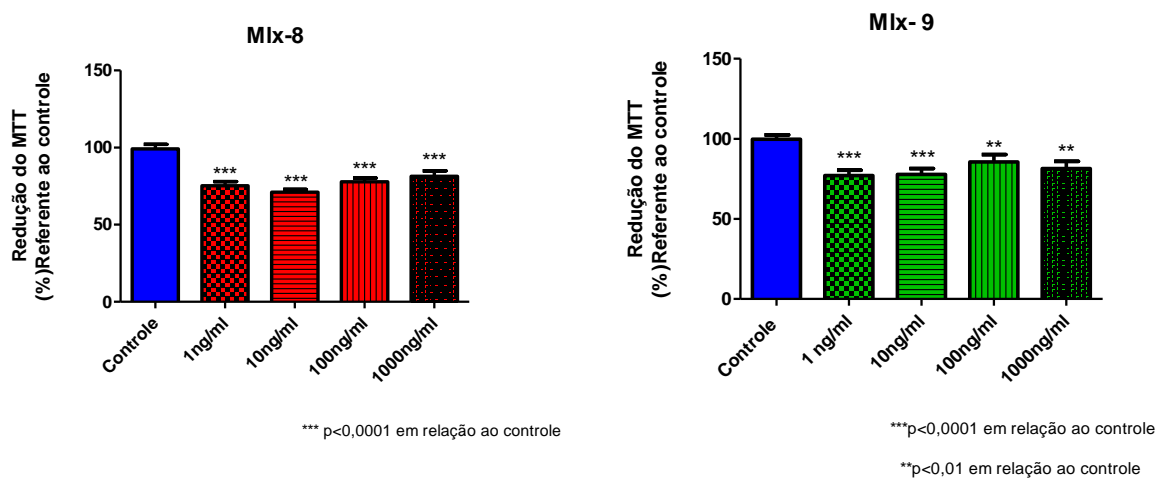 Mlx-8
Redução do MTT
(%)Referente ao controle
150
100
50
0
***
***
***
***
Controle
1ng/ml
10ng/ml
100ng/ml
1000ng/ml
*** p<0,0001 em relação ao controle
Mlx- 9
Redução do MTT
(%)Referente ao controle
150
100
50
0
***
***
**
**
Controle
1 ng/ml
10ng/ml
100ng/ml
1000ng/ml
***p<0,0001 em relação ao controle
**p<0,01 em relação ao controle